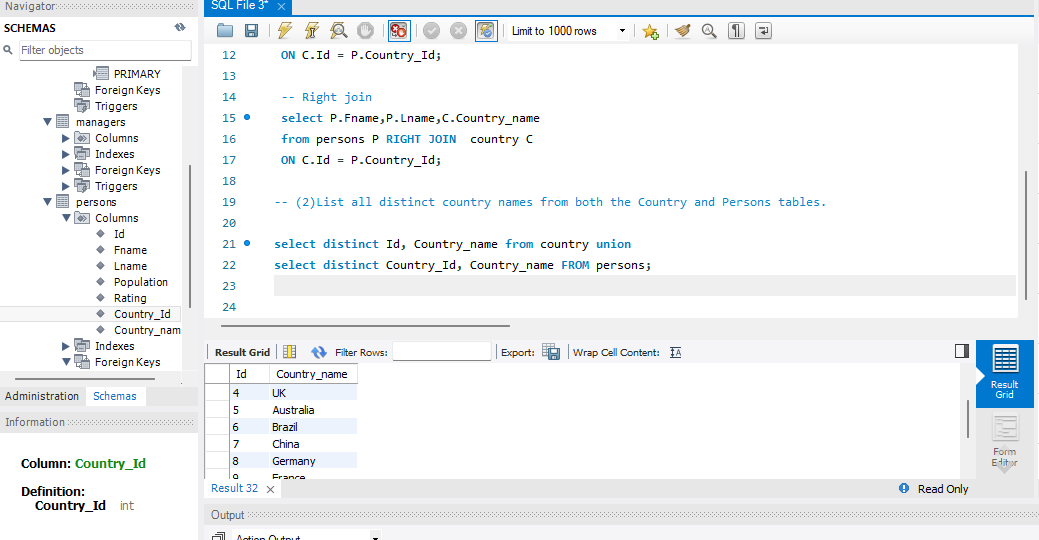 Navigator
SCHEMAS
Filter objects
PRIMARY
Foreign Keys
Triggers
managers
Columns
Indexes
Foreign Keys
Triggers
persons
Columns
Id
Fname
Lname
Population
Rating
Country_Id
Country_nam
Indexes
Foreign Keys
Administration Schemas
Information
Column: Country_Id
Definition:
Country_Id int
SQL File 3* ×
Limit to 1000 rows
12 ON C.Id = P.Country_Id;
13
14 -- Right join
15 select P.Fname,P.Lname,C.Country_name
16 from persons P RIGHT JOIN country C
17 ON C.Id = P.Country_Id;
18
19 -- (2)List all distinct country names from both the Country and Persons tables.
20
21 select distinct Id, Country_name from country union
22 select distinct Country_Id, Country_name FROM persons;
23
24
Result Grid Filter Rows: Export: Wrap Cell Content:
Id Country_name
4 UK
5 Australia
6 Brazil
7 China
8 Germany
9 France
Result Grid
Form Editor
Result 32 × Read Only
Output
Action Output